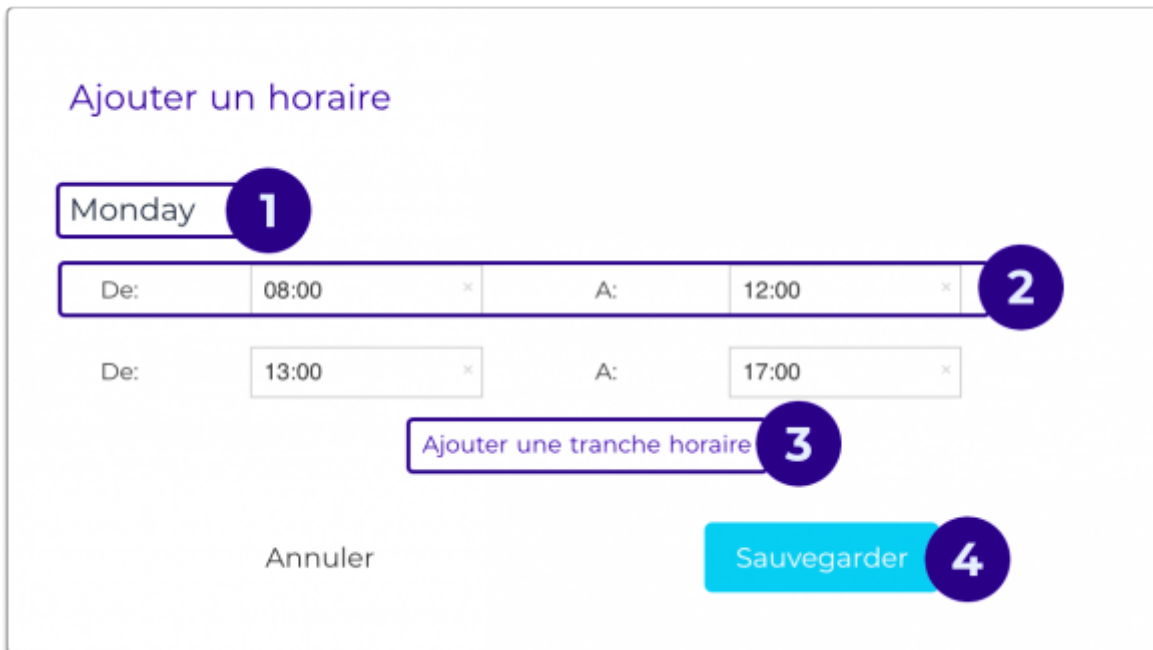 Ajouter un horaire
Monday 1
De: 08:00 × A: 12:00 × 2
De: 13:00 × A: 17:00 ×
Ajouter une tranche horaire 3
Annuler Sauvegarder 4